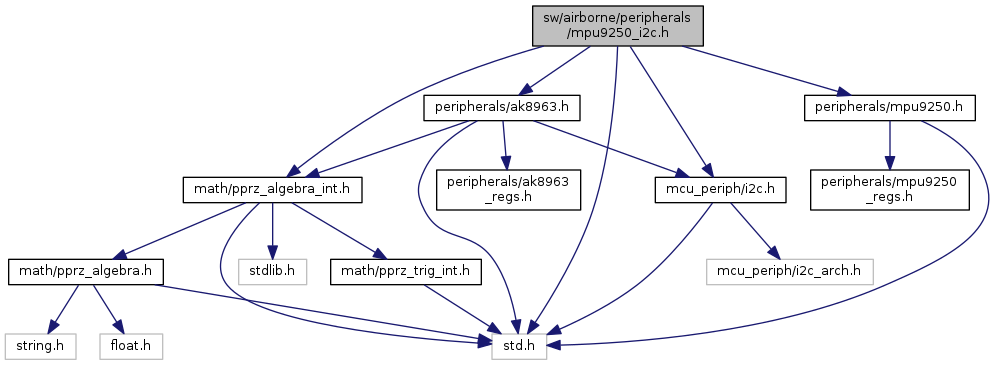 sw/airborne/peripherals
/mpu9250_i2c.h
peripherals/ak8963.h
peripherals/mpu9250.h
math/pprz_algebra_int.h
peripherals/ak8963
_regs.h
mcu_periph/i2c.h
peripherals/mpu9250
_regs.h
math/pprz_algebra.h
stdlib.h
math/pprz_trig_int.h
mcu_periph/i2c_arch.h
string.h
float.h
std.h